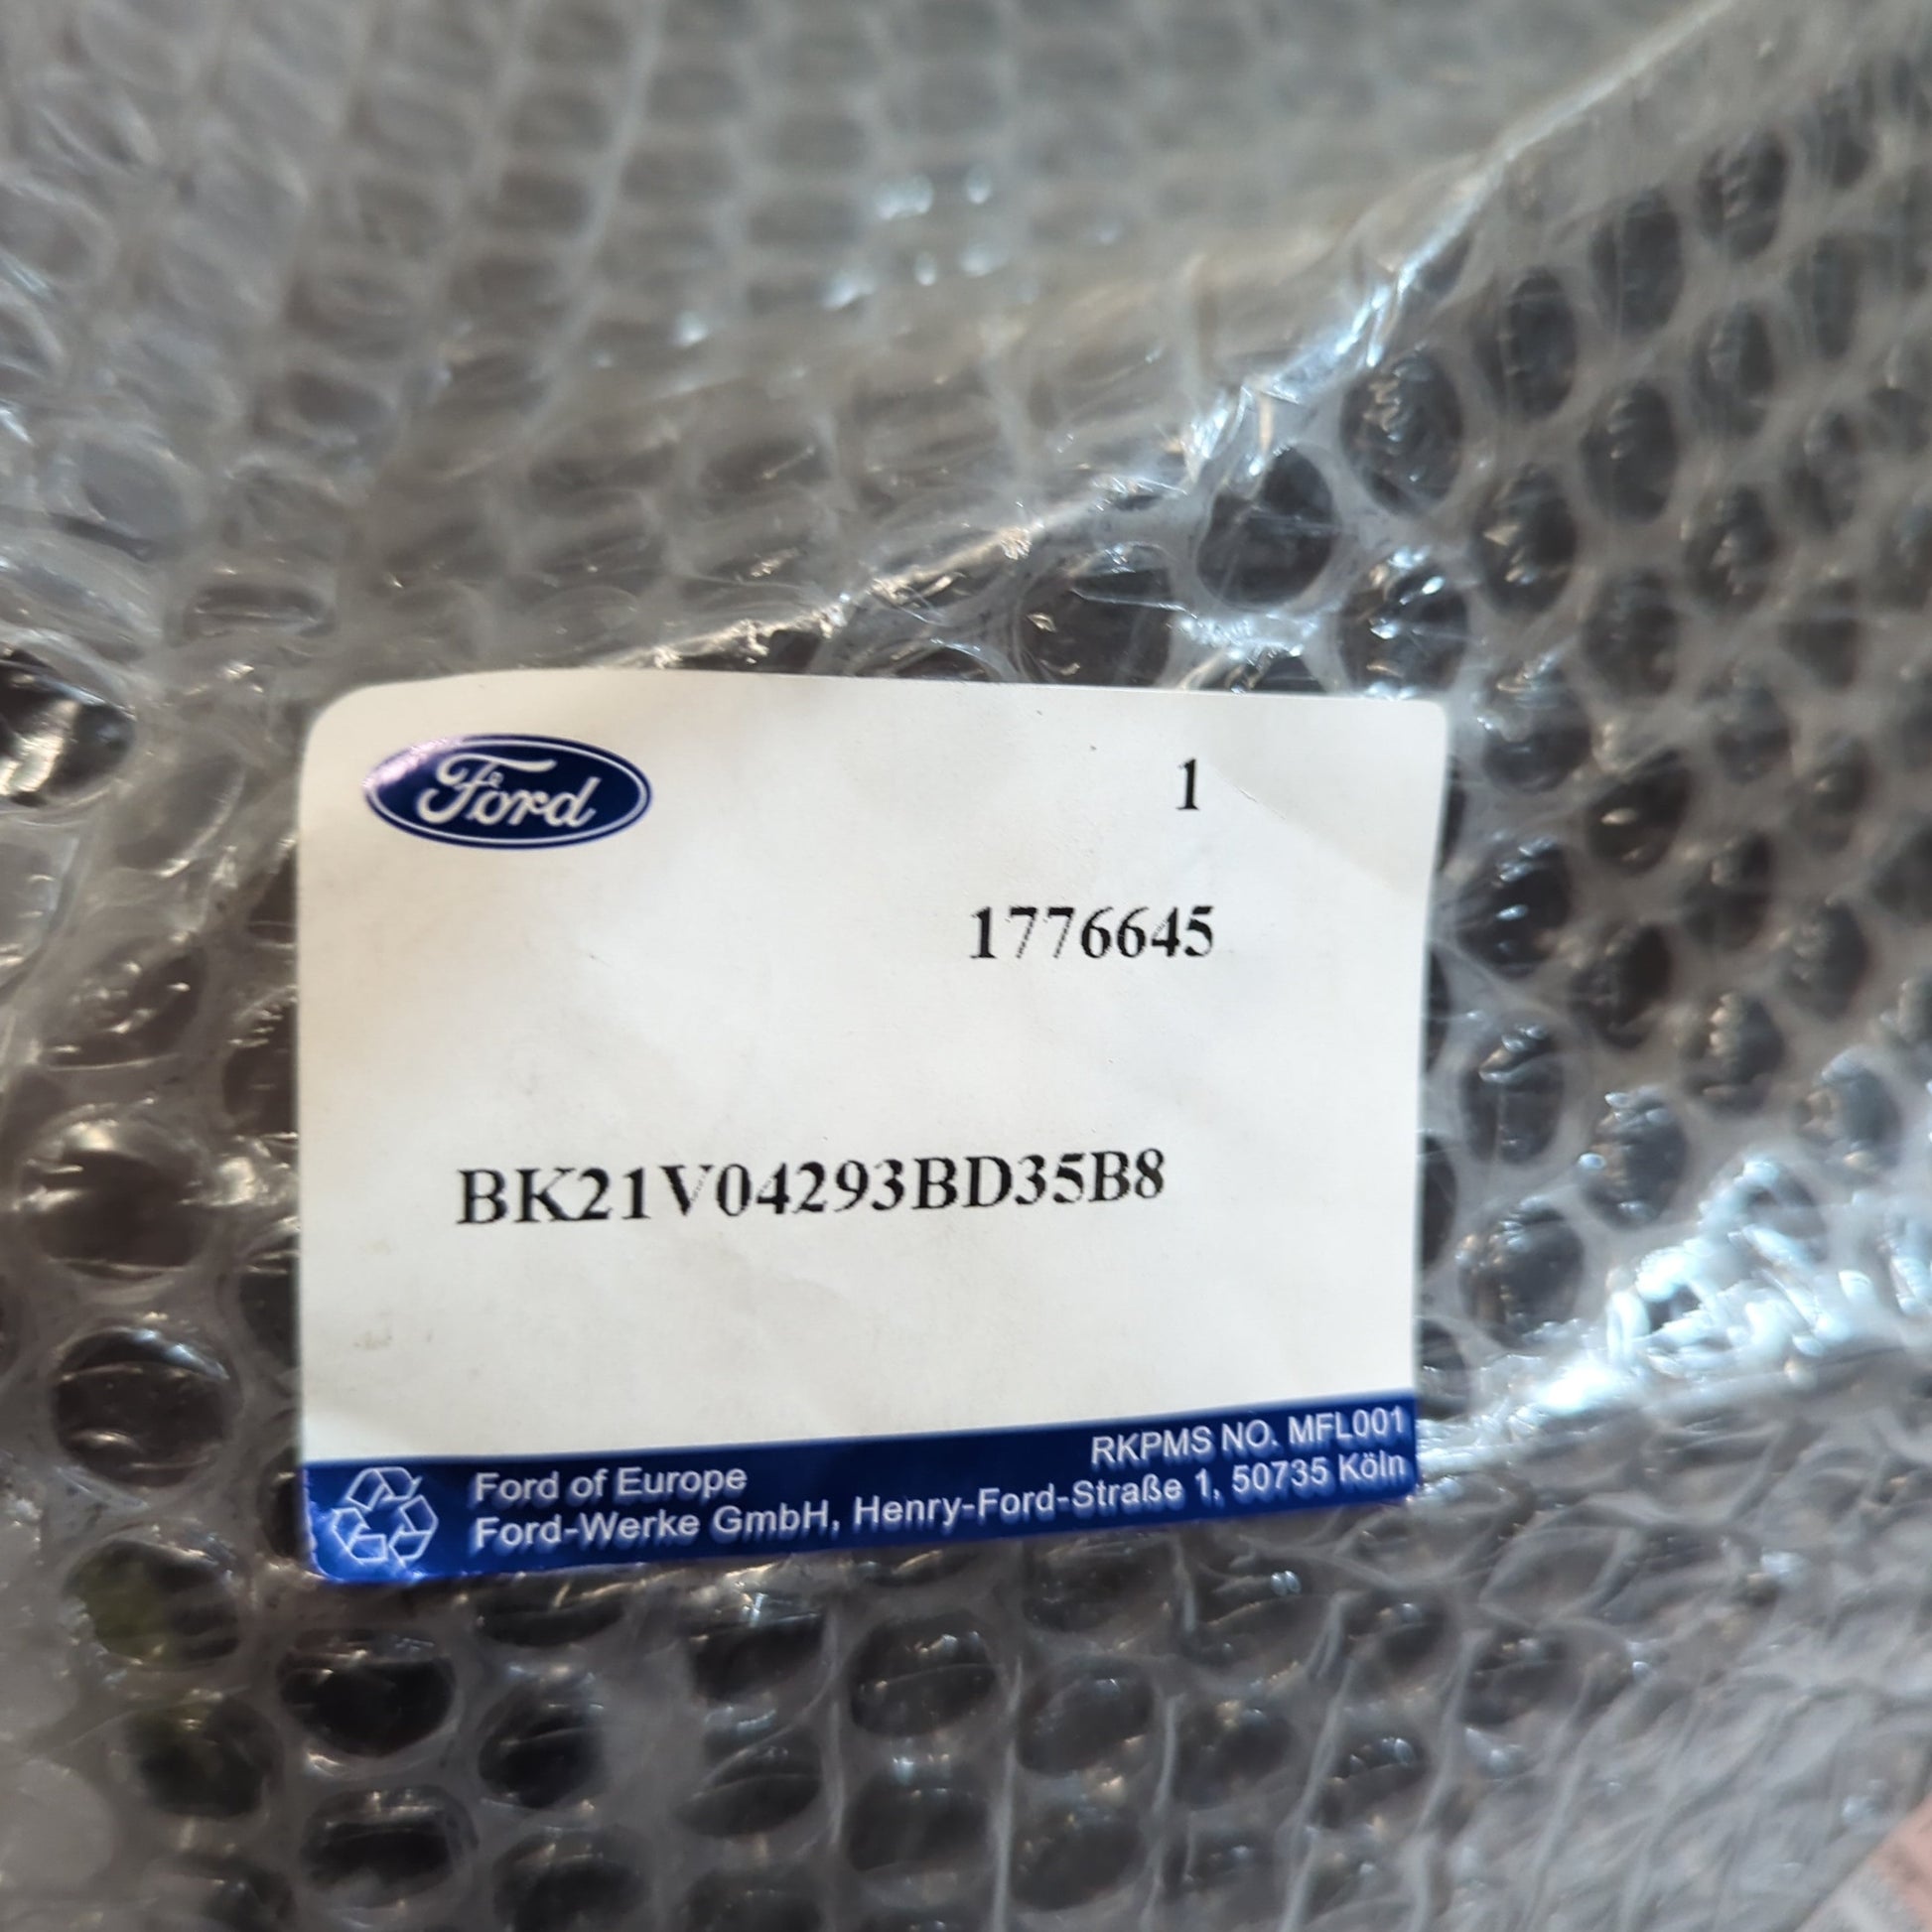 Ford
1
1776645
BK21V04293BD35B8
RKPMS NO. MFL001
Ford of Europe
Ford-Werke GmbH, Henry-Ford-Straße 1, 50735 Köln